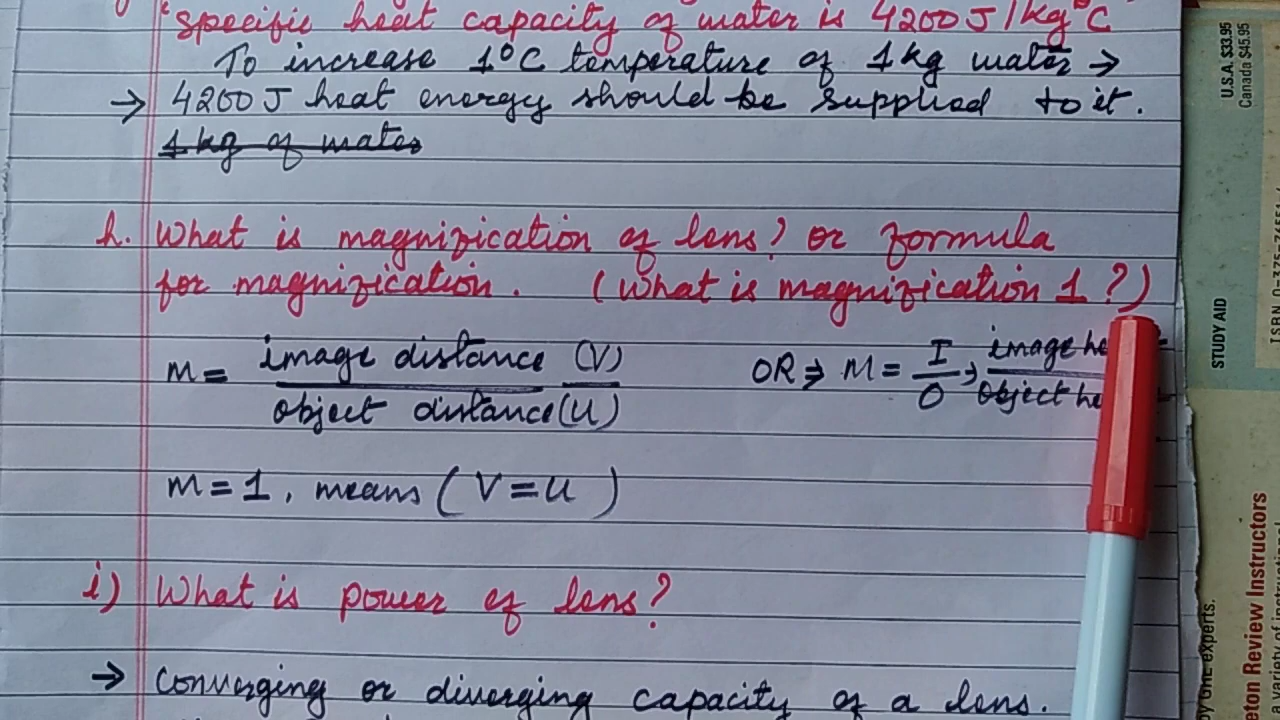 specific heat capacity of water is 4200J/kg°C
To increase 1°C temperature of 1kg water →
→ 4200J heat energy should be supplied to it.
1kg of water
h. What is magnification of lens? or formula
for magnification. (What is magnification 1?)
m = image distance (V) OR ⇒ M = I , image
object distance (U) O object
m = 1, means (V = U)
i) What is power of lens?
→ Converging or diverging capacity of a lens.
U.S.A. $33.95
Canada $45.95
STUDY AID
Review Instructors
experts.